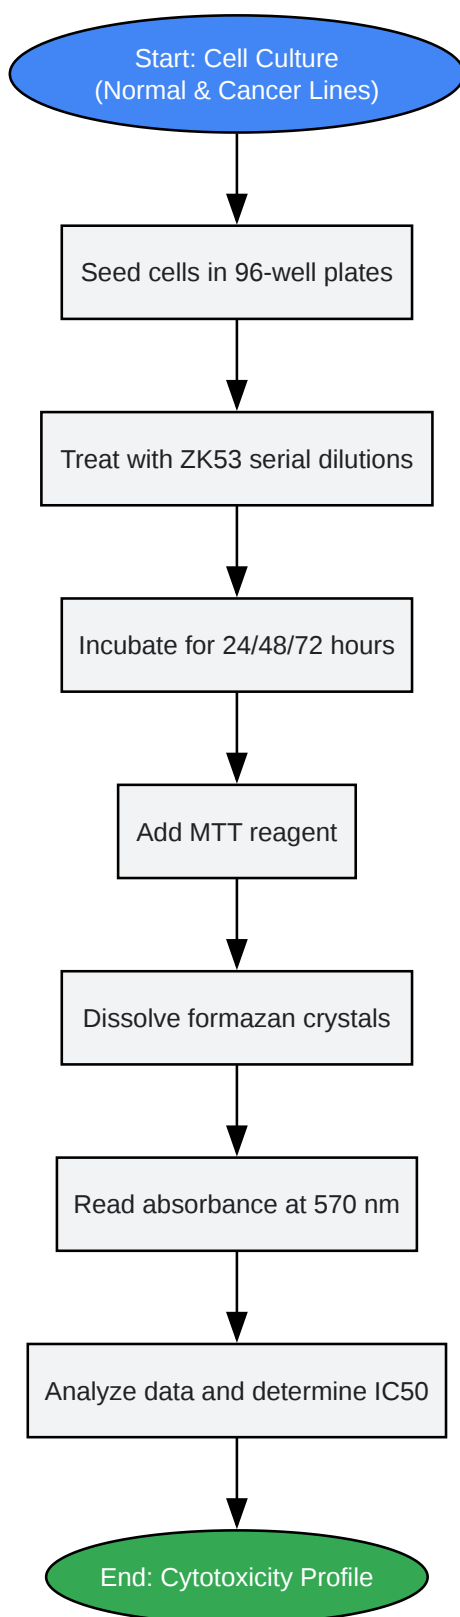 Start: Cell Culture
(Normal & Cancer Lines)
Seed cells in 96-well plates
Treat with ZK53 serial dilutions
Incubate for 24/48/72 hours
Add MTT reagent
Dissolve formazan crystals
Read absorbance at 570 nm
Analyze data and determine IC50
End: Cytotoxicity Profile